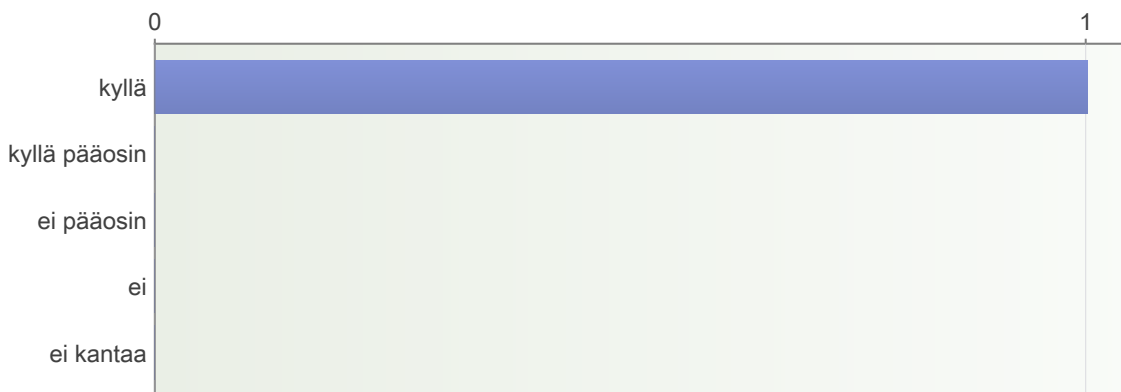 0 1
kyllä
kyllä pääosin
ei pääosin
ei
ei kantaa